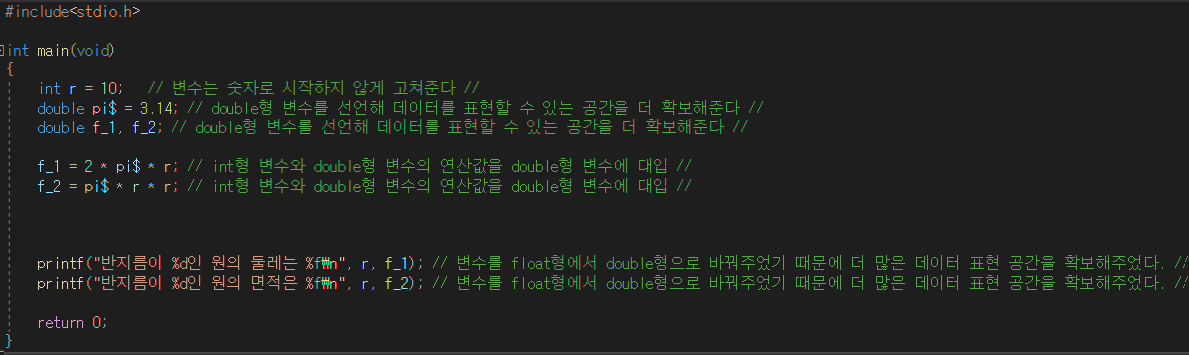 #include<stdio.h>
int main(void)
{
int r = 10; // 변수는 숫자로 시작하지 않게 고쳐준다 //
double pi$ = 3.14; // double형 변수를 선언해 데이터를 표현할 수 있는 공간을 더 확보해준다 //
double f_1, f_2; // double형 변수를 선언해 데이터를 표현할 수 있는 공간을 더 확보해준다 //
f_1 = 2 * pi$ * r; // int형 변수와 double형 변수의 연산값을 double형 변수에 대입 //
f_2 = pi$ * r * r; // int형 변수와 double형 변수의 연산값을 double형 변수에 대입 //
printf("반지름이 %d인 원의 둘레는 %f₩n", r, f_1); // 변수를 float형에서 double형으로 바꿔주었기 때문에 더 많은 데이터 표현 공간을 확보해주었다. //
printf("반지름이 %d인 원의 면적은 %f₩n", r, f_2); // 변수를 float형에서 double형으로 바꿔주었기 때문에 더 많은 데이터 표현 공간을 확보해주었다. //
return 0;
}